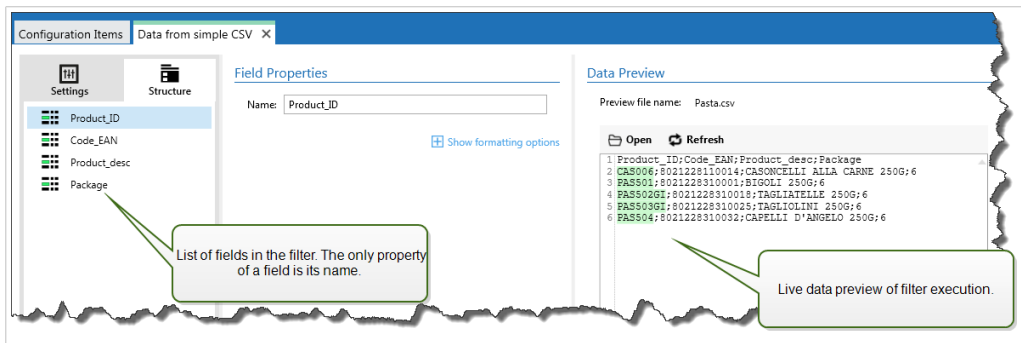 Configuration Items
Data from simple CSV
Settings
Structure
Product_ID
Code_EAN
Product_desc
Package
List of fields in the filter. The only property
of a field is its name.
Field Properties
Name: Product_ID
Show formatting options
Data Preview
Preview file name: Pasta.csv
Open Refresh
1 Product_ID;Code_EAN;Product_desc;Package
2 CAS006;8021228110014;CASONCELLI ALLA CARNE 250G;6
3 PAS501;8021228310001;BIGOLI 250G;6
4 PAS502GI;8021228310018;TAGLIATELLE 250G;6
5 PAS503GI;8021228310025;TAGLIOLINI 250G;6
6 PAS504;8021228310032;CAPELLI D'ANGELO 250G;6
Live data preview of filter execution.